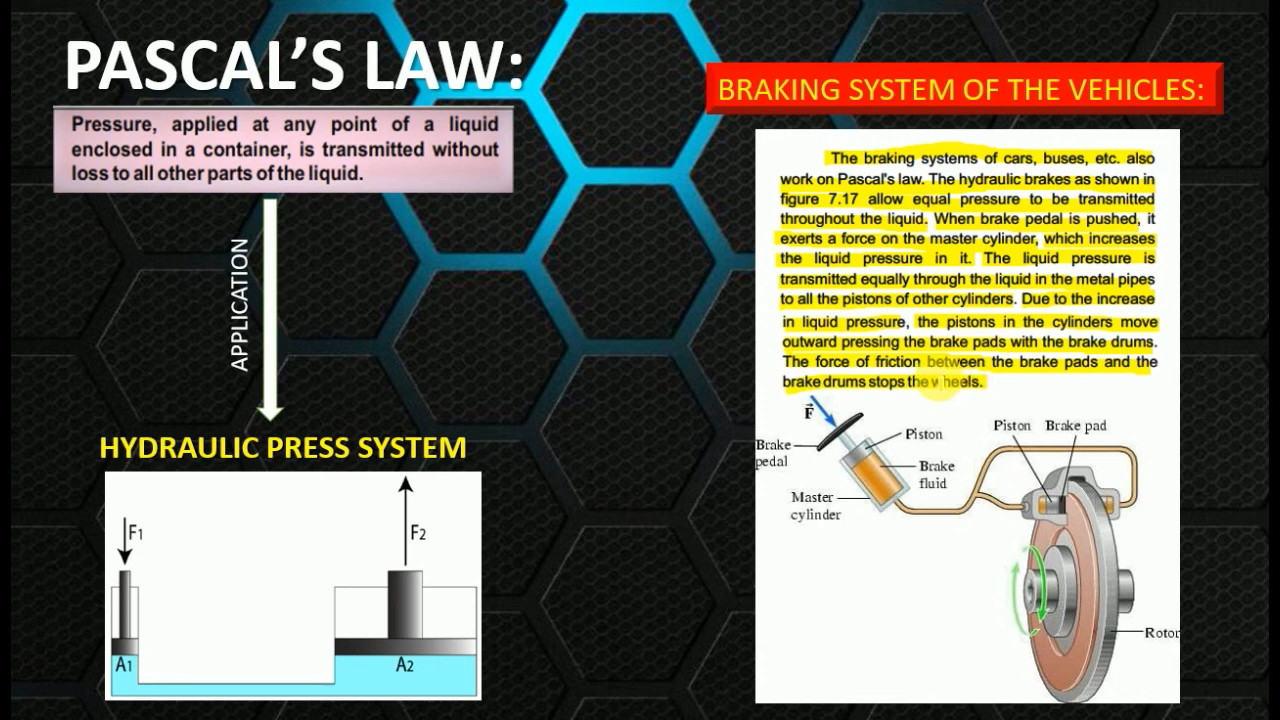 PASCAL'S LAW:
Pressure, applied at any point of a liquid
enclosed in a container, is transmitted without
loss to all other parts of the liquid.
APPLICATION
HYDRAULIC PRESS SYSTEM
F1
F2
A1
A2
BRAKING SYSTEM OF THE VEHICLES:
The braking systems of cars, buses, etc. also
work on Pascal's law. The hydraulic brakes as shown in
figure 7.17 allow equal pressure to be transmitted
throughout the liquid. When brake pedal is pushed, it
exerts a force on the master cylinder, which increases
the liquid pressure in it. The liquid pressure is
transmitted equally through the liquid in the metal pipes
to all the pistons of other cylinders. Due to the increase
in liquid pressure, the pistons in the cylinders move
outward pressing the brake pads with the brake drums.
The force of friction between the brake pads and the
brake drums stops the wheels.
F
Brake
pedal
Piston
Brake
fluid
Master
cylinder
Piston
Brake pad
Rotor